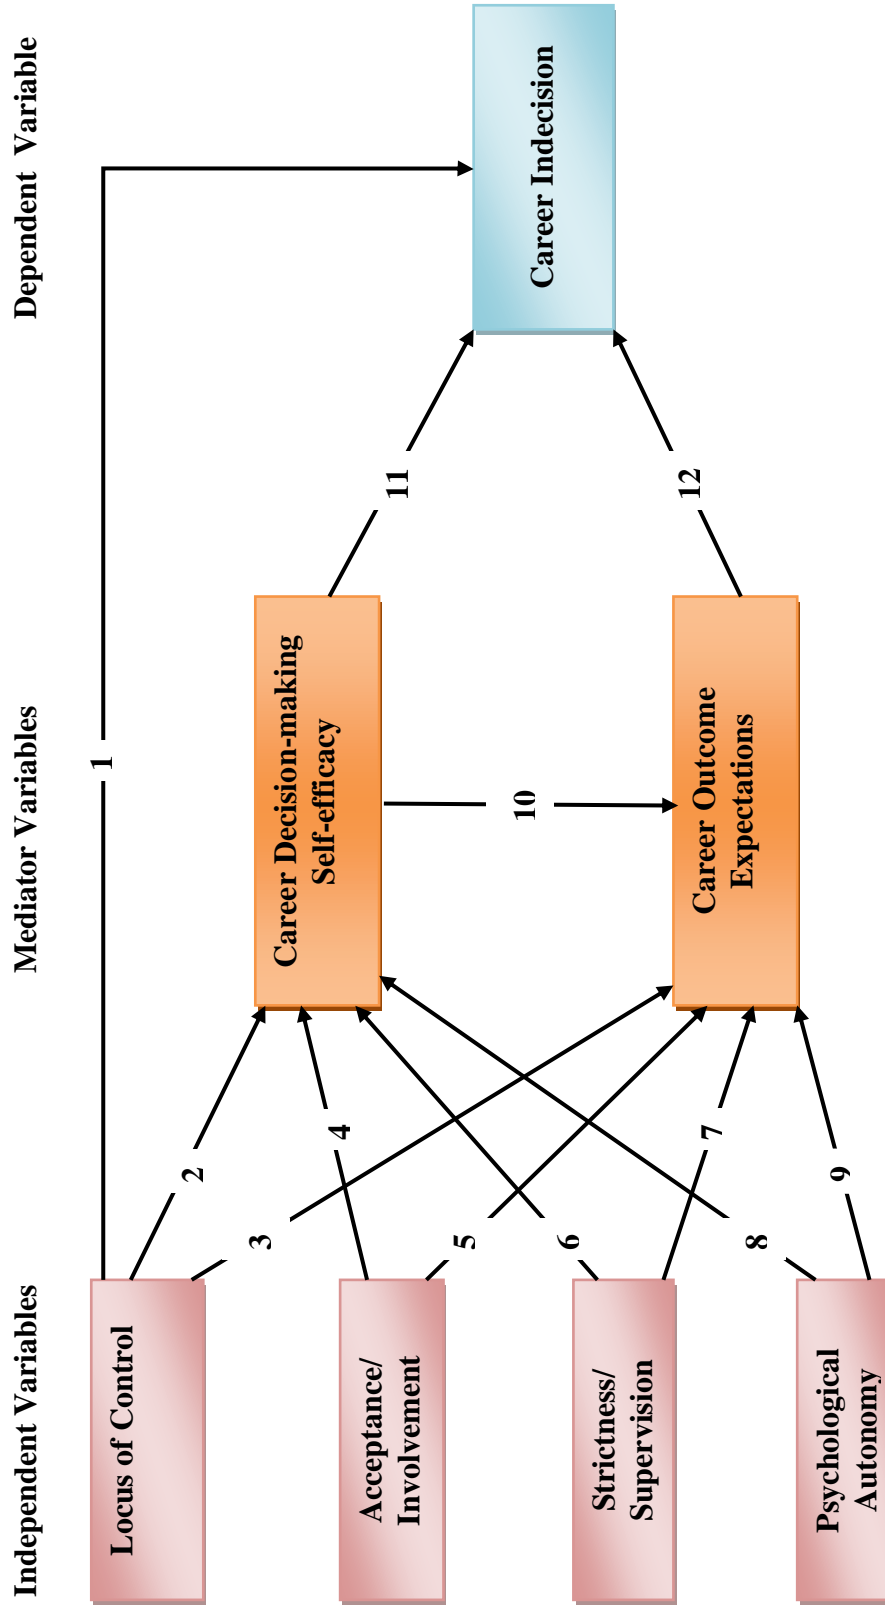 Independent Variables
Mediator Variables
Dependent Variable
1
Locus of Control
2
3
Acceptance/
Involvement
4
5
Strictness/
Supervision
6
7
Psychological
Autonomy
8
9
Career Decision-making
Self-efficacy
10
Career Outcome
Expectations
11
12
Career Indecision